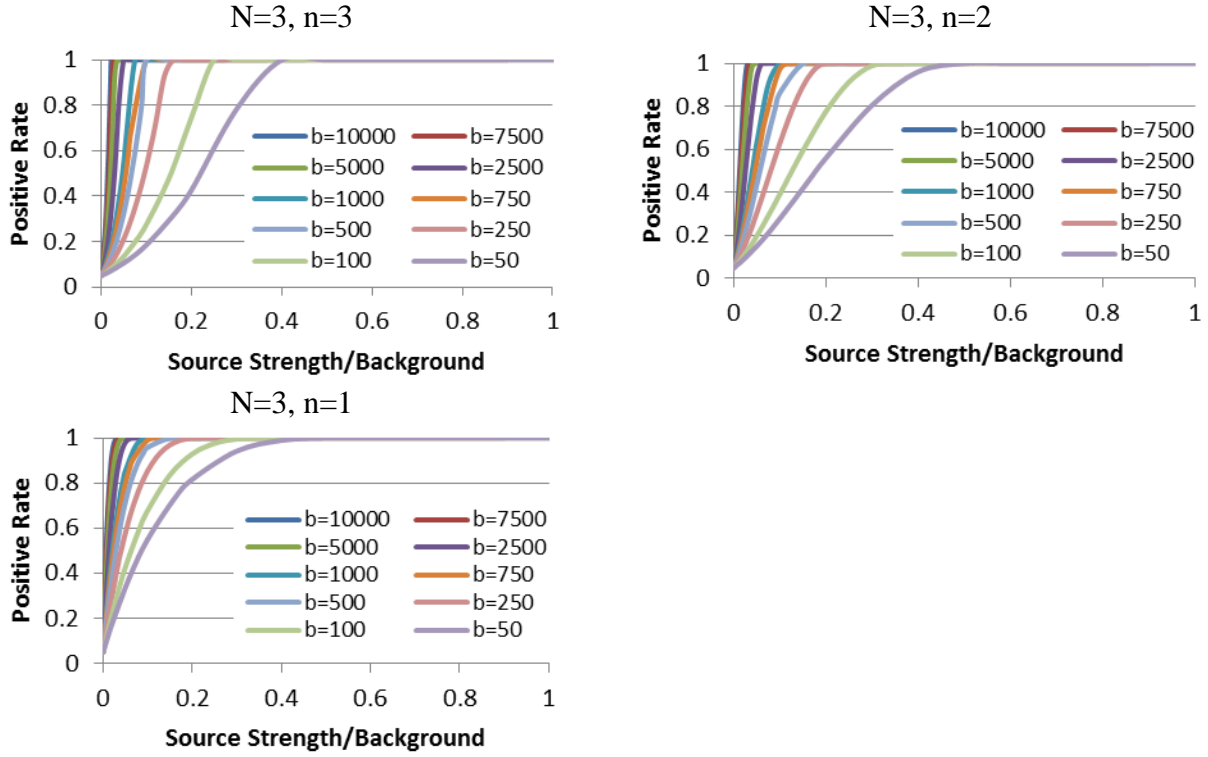 N=3, n=3
Positive Rate
1
0.8
0.6
0.4
0.2
0
b=10000 b=7500
b=5000 b=2500
b=1000 b=750
b=500 b=250
b=100 b=50
0 0.2 0.4 0.6 0.8 1
Source Strength/Background
N=3, n=2
Positive Rate
1
0.8
0.6
0.4
0.2
0
b=10000 b=7500
b=5000 b=2500
b=1000 b=750
b=500 b=250
b=100 b=50
0 0.2 0.4 0.6 0.8 1
Source Strength/Background
N=3, n=1
Positive Rate
1
0.8
0.6
0.4
0.2
0
b=10000 b=7500
b=5000 b=2500
b=1000 b=750
b=500 b=250
b=100 b=50
0 0.2 0.4 0.6 0.8 1
Source Strength/Background